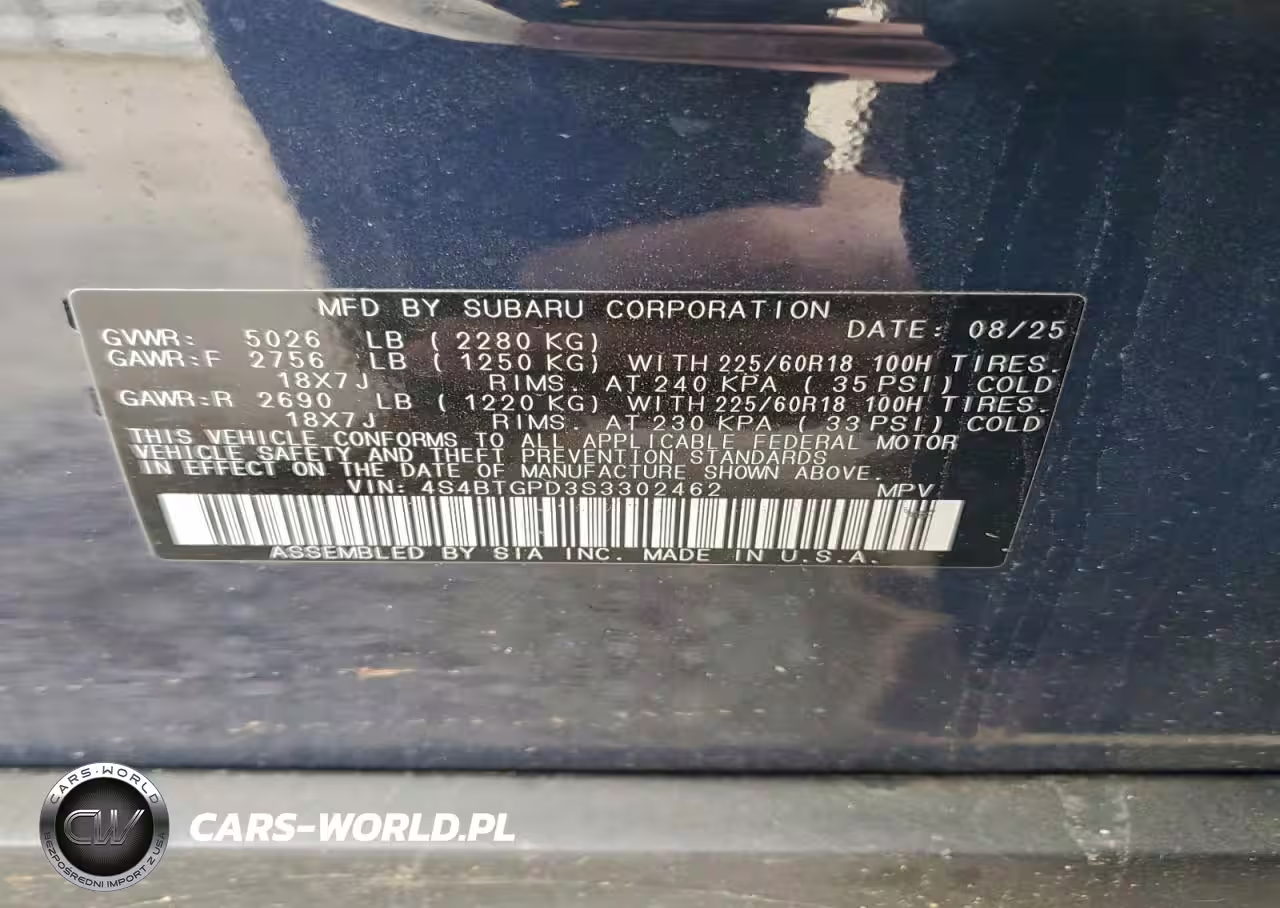 MFD BY SUBARU CORPORATION
GVWR: 5026 LB ( 2280 KG) DATE: 08/25
GAWR:F 2756 LB ( 1250 KG) WITH 225/60R18 100H TIRES.
18X7J RIMS. AT 240 KPA ( 35 PSI) COLD
GAWR:R 2690 LB ( 1220 KG) WITH 225/60R18 100H TIRES.
18X7J RIMS. AT 230 KPA ( 33 PSI) COLD
THIS VEHICLE CONFORMS TO ALL APPLICABLE FEDERAL MOTOR
VEHICLE SAFETY AND THEFT PREVENTION STANDARDS
IN EFFECT ON THE DATE OF MANUFACTURE SHOWN ABOVE.
VIN: 4S4BTGPD3S3302462 MPV
ASSEMBLED BY SIA INC. MADE IN U.S.A.
CARS-WORLD
CW
BEZPOŚREDNI IMPORT Z USA
CARS-WORLD.PL